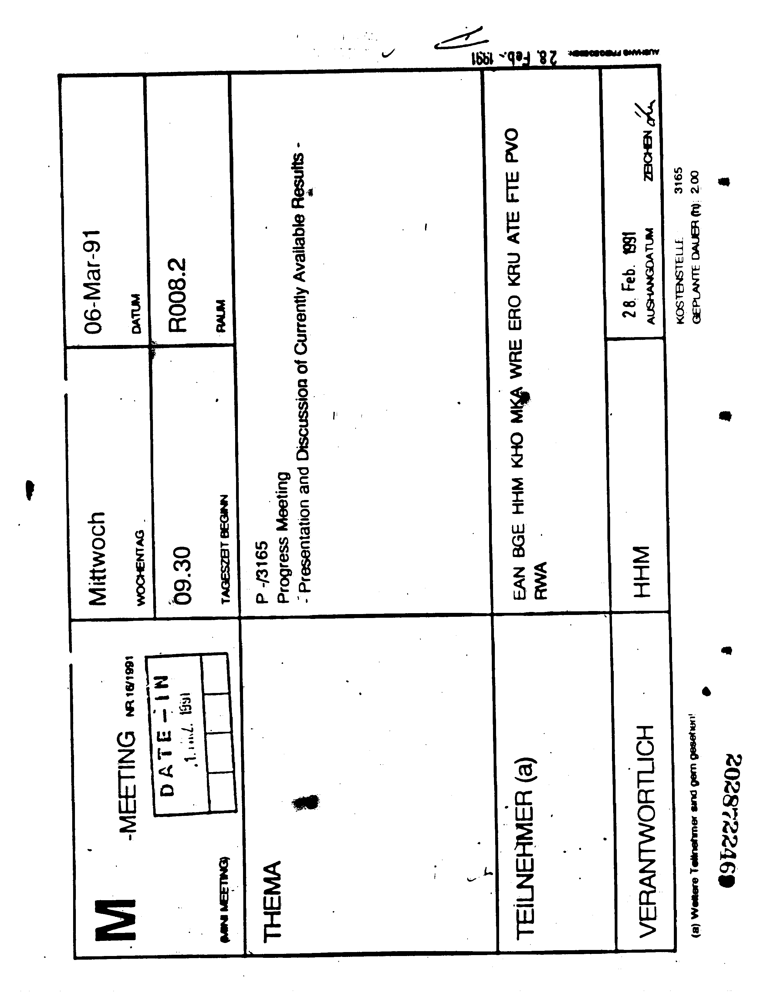 M -MEETING NR 16/1991
(MINI MEETING)
DATE-IN
1991
Mittwoch
WOCHENTAG
06-Mar-91
DATUM
09.30
TAGESZEIT BEGINN
R008.2
RAUM
THEMA
P -/3165
Progress Meeting
- Presentation and Discussion of Currently Available Results -
TEILNEHMER (a)
EAN BGE HHM KHO MKA WRE ERO KRU ATE FTE PVO
RWA
VERANTWORTLICH
HHM
28. Feb. 1991
AUSHANGDATUM
ZEICHEN
28. Feb. 1991
(a) Weitere Teilnehmer sind gern gesehen!
KOSTENSTELLE 3165
GEPLANTE DAUER (h): 2.00
2028722469